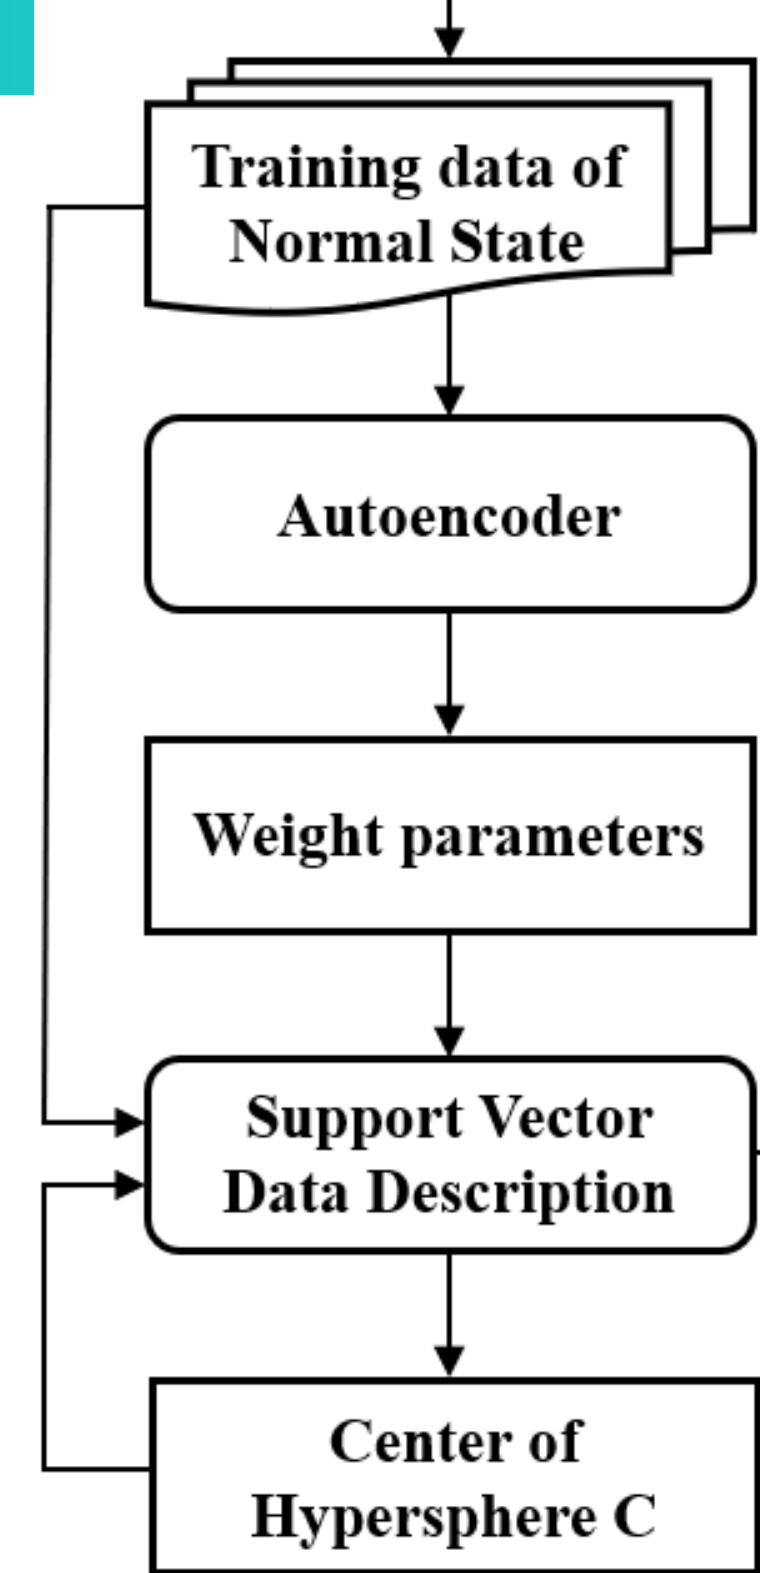 Training data of
Normal State
Autoencoder
Weight parameters
Support Vector
Data Description
Center of
Hypersphere C